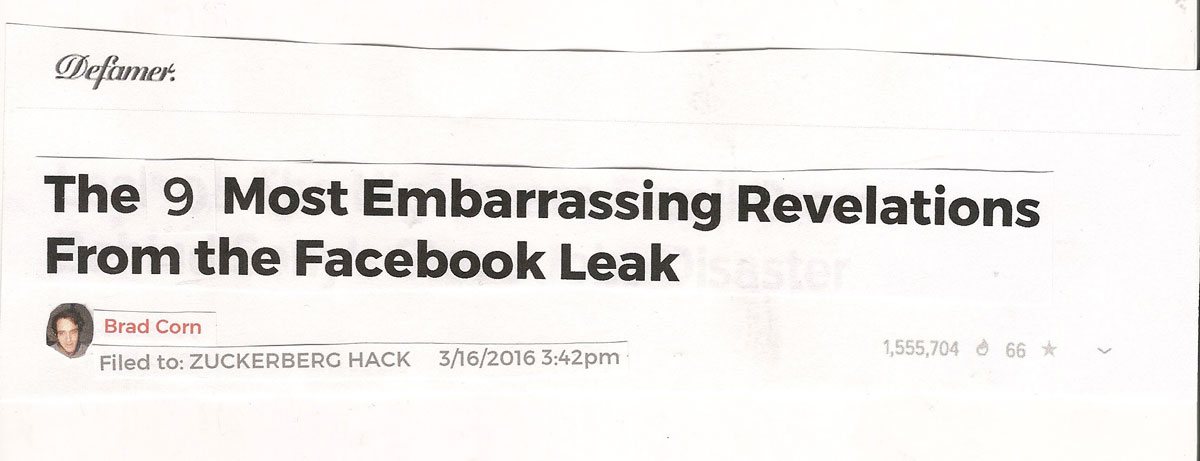 Defamer.
The 9 Most Embarrassing Revelations
From the Facebook Leak
Disaster
Brad Corn
Filed to: ZUCKERBERG HACK 3/16/2016 3:42pm
1,555,704 66